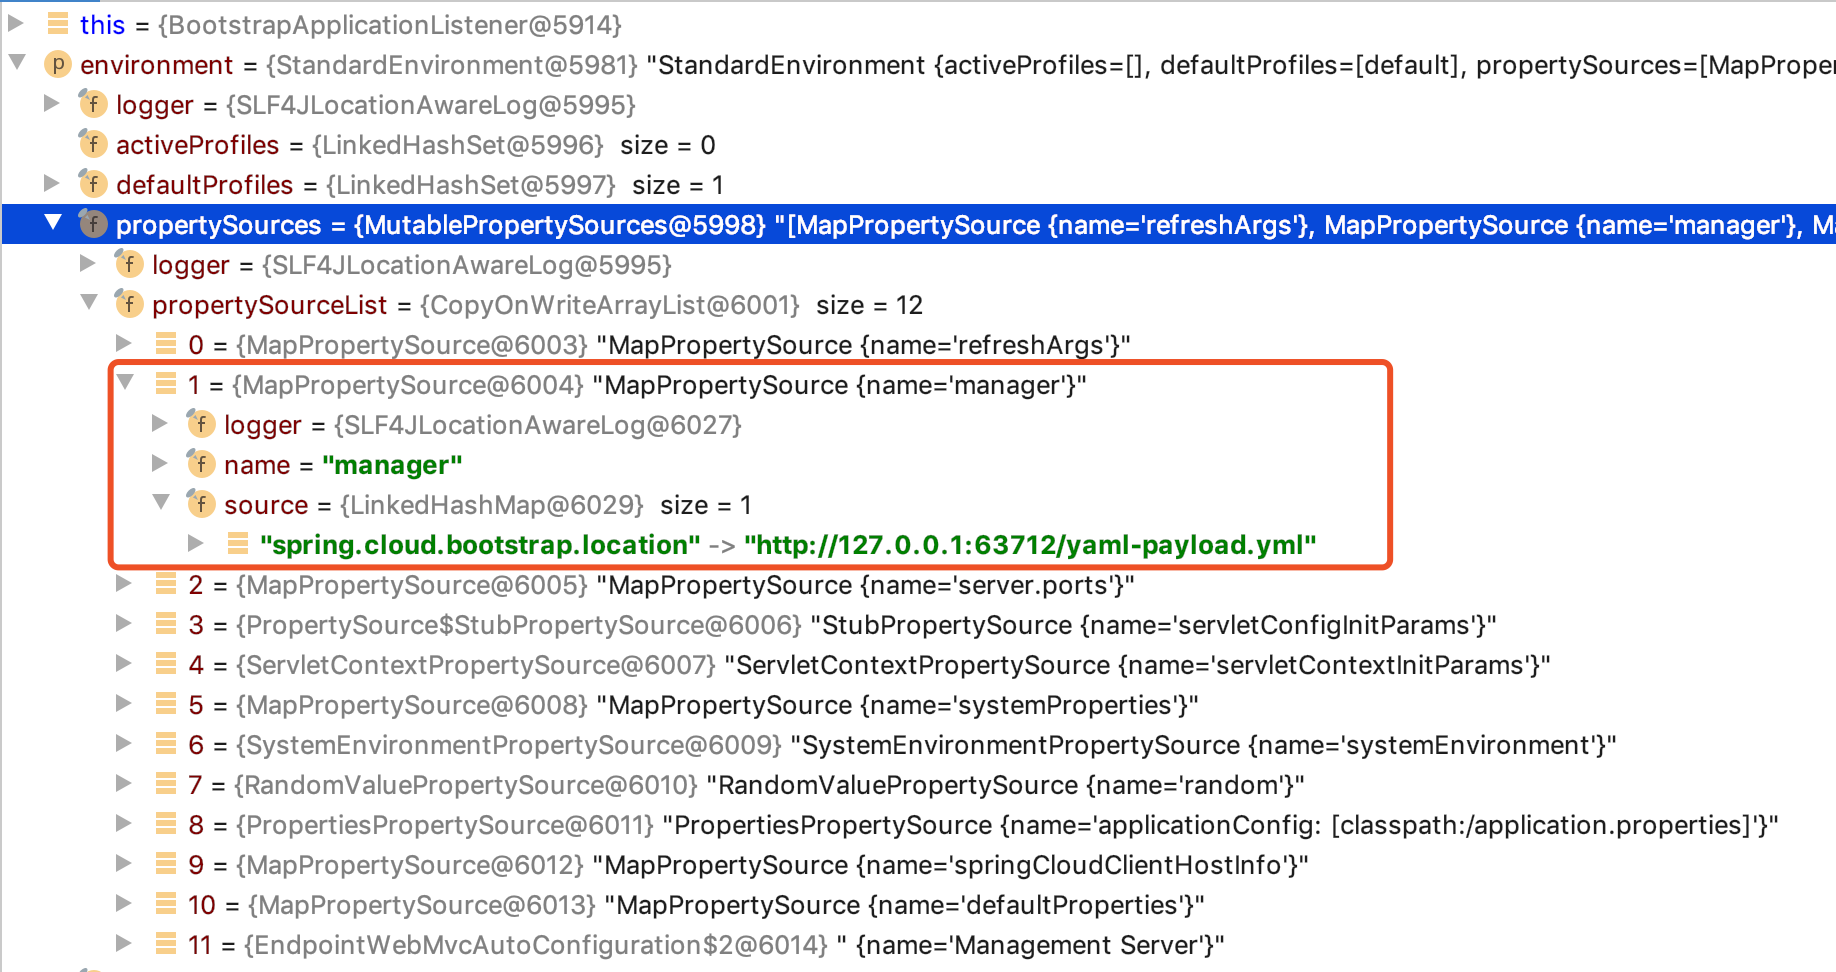 this = {BootstrapApplicationListener@5914}
p environment = {StandardEnvironment@5981} "StandardEnvironment {activeProfiles=[], defaultProfiles=[default], propertySources=[MapProper
f logger = {SLF4JLocationAwareLog@5995}
f activeProfiles = {LinkedHashSet@5996} size = 0
f defaultProfiles = {LinkedHashSet@5997} size = 1
f propertySources = {MutablePropertySources@5998} "[MapPropertySource {name='refreshArgs'}, MapPropertySource {name='manager'}, Ma
f logger = {SLF4JLocationAwareLog@5995}
f propertySourceList = {CopyOnWriteArrayList@6001} size = 12
0 = {MapPropertySource@6003} "MapPropertySource {name='refreshArgs'}"
1 = {MapPropertySource@6004} "MapPropertySource {name='manager'}"
f logger = {SLF4JLocationAwareLog@6027}
f name = "manager"
f source = {LinkedHashMap@6029} size = 1
"spring.cloud.bootstrap.location" -> "http://127.0.0.1:63712/yaml-payload.yml"
2 = {MapPropertySource@6005} "MapPropertySource {name='server.ports'}"
3 = {PropertySource$StubPropertySource@6006} "StubPropertySource {name='servletConfigInitParams'}"
4 = {ServletContextPropertySource@6007} "ServletContextPropertySource {name='servletContextInitParams'}"
5 = {MapPropertySource@6008} "MapPropertySource {name='systemProperties'}"
6 = {SystemEnvironmentPropertySource@6009} "SystemEnvironmentPropertySource {name='systemEnvironment'}"
7 = {RandomValuePropertySource@6010} "RandomValuePropertySource {name='random'}"
8 = {PropertiesPropertySource@6011} "PropertiesPropertySource {name='applicationConfig: [classpath:/application.properties]'}"
9 = {MapPropertySource@6012} "MapPropertySource {name='springCloudClientHostInfo'}"
10 = {MapPropertySource@6013} "MapPropertySource {name='defaultProperties'}"
11 = {EndpointWebMvcAutoConfiguration$2@6014} " {name='Management Server'}"